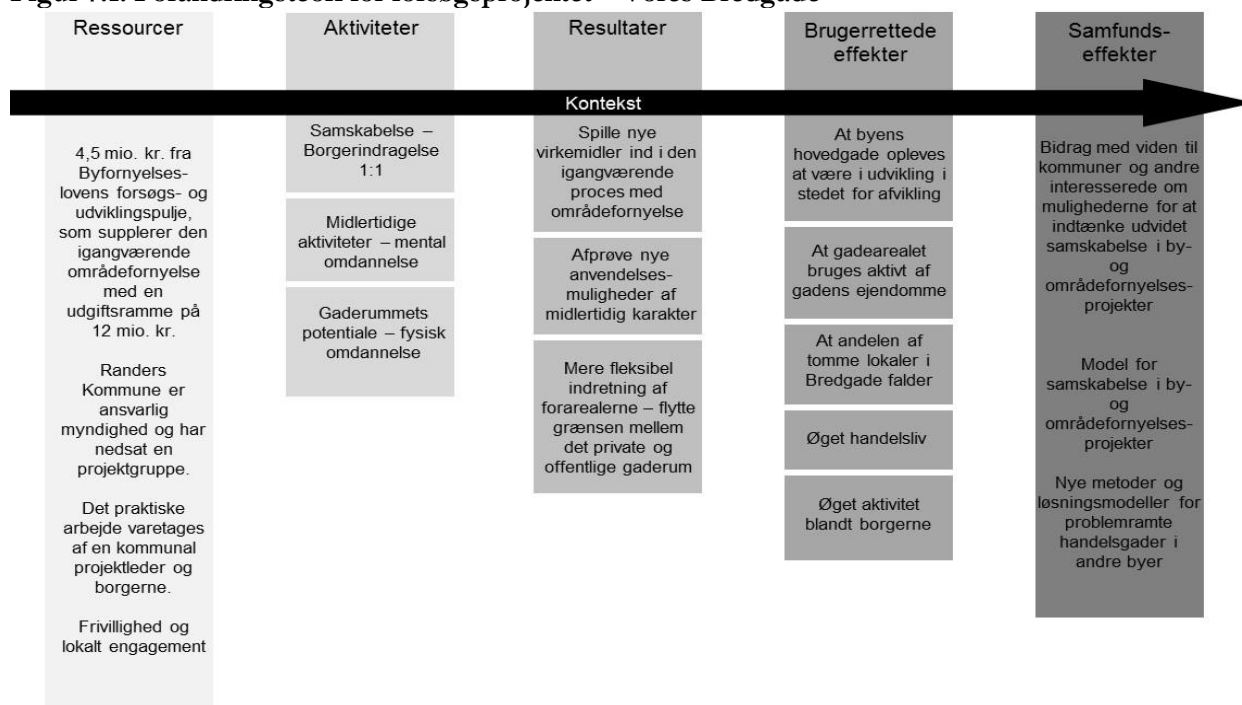 Figur Forandringsteori for forsøgsprojektet – Vores Bredgade
Ressourcer
Aktiviteter
Resultater
Brugerrettede
effekter
Samfunds-
effekter
Kontekst
4,5 mio. kr. fra
Byfornyelses-
lovens forsøgs- og
udviklingspulje,
som supplerer den
igangværende
områdefornyelse
med en
udgiftsramme på
12 mio. kr.
Randers
Kommune er
ansvarlig
myndighed og har
nedsat en
projektgruppe.
Det praktiske
arbejde varetages
af en kommunal
projektleder og
borgerne.
Frivillighed og
lokalt engagement
Samskabelse –
Borgerindragelse
1:1
Midlertidige
aktiviteter – mental
omdannelse
Gaderummets
potentiale – fysisk
omdannelse
Spille nye
virkemidler ind i den
igangværende
proces med
områdefornyelse
Afprøve nye
anvendelses-
muligheder af
midlertidig karakter
Mere fleksibel
indretning af
forarealerne – flytte
grænsen mellem
det private og
offentlige gaderum
At byens
hovedgade opleves
at være i udvikling i
stedet for afvikling
At gadearealet
bruges aktivt af
gadens ejendomme
At andelen af
tomme lokaler i
Bredgade falder
Øget handelsliv
Øget aktivitet
blandt borgerne
Bidrag med viden til
kommuner og andre
interesserede om
mulighederne for at
indtænke udvidet
samskabelse i by-
og
områdefornyelses-
projekter
Model for
samskabelse i by-
og
områdefornyelses-
projekter
Nye metoder og
løsningsmodeller for
problemramte
handelsgader i
andre byer